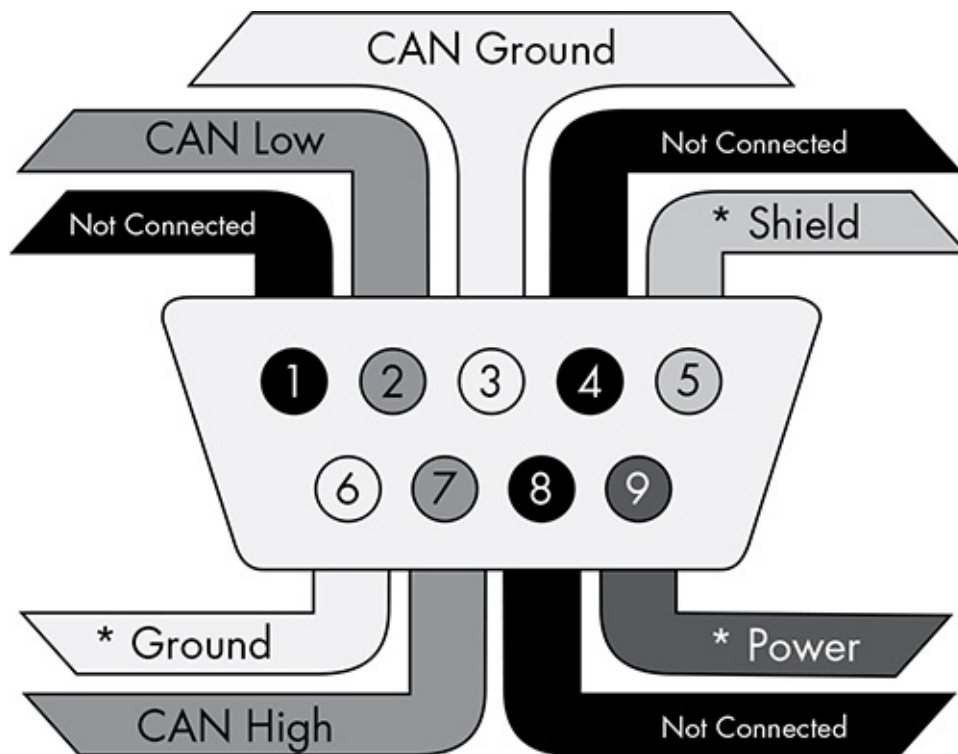 CAN Ground
CAN Low
Not Connected
Not Connected
* Shield
1 2 3 4 5
6 7 8 9
* Ground
* Power
CAN High
Not Connected